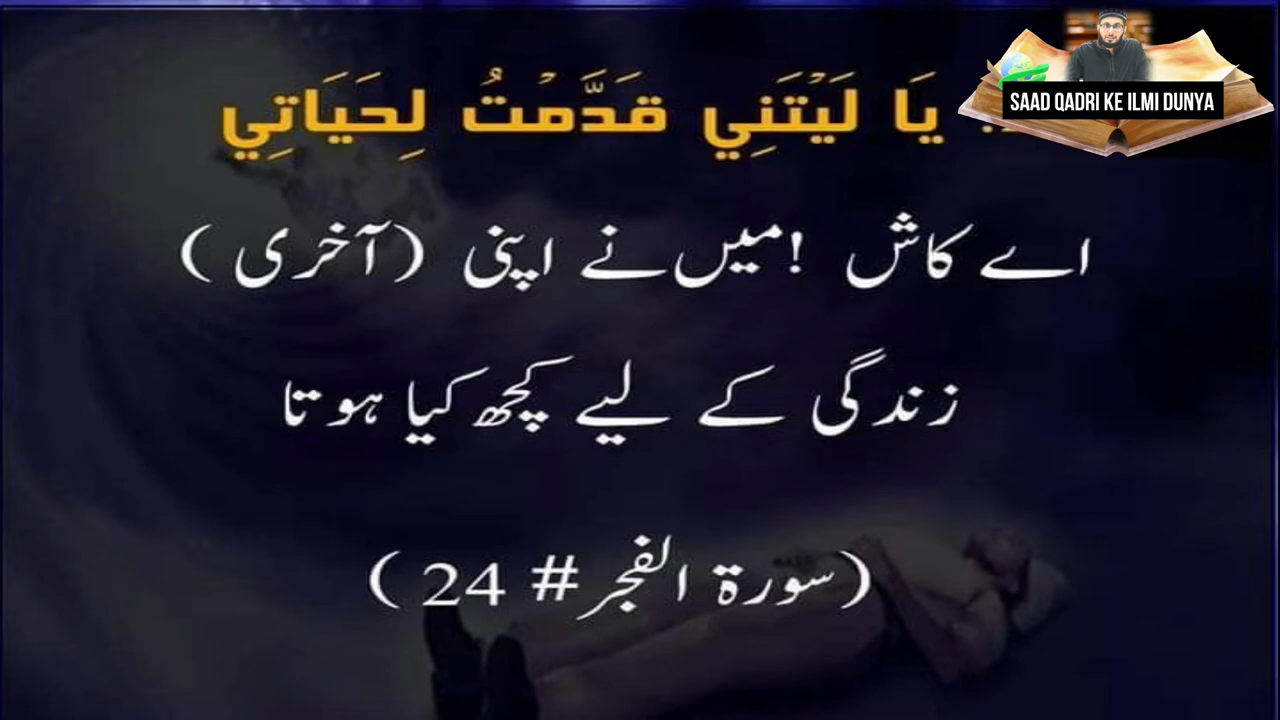 يَا لَيْتَنِي قَدَّمْتُ لِحَيَاتِي
SAAD QADRI KE ILMI DUNYA
اے کاش !میں نے اپنی (آخری )
زندگی کے لیے کچھ کیا ہوتا
(سورة الفجر# 24 )